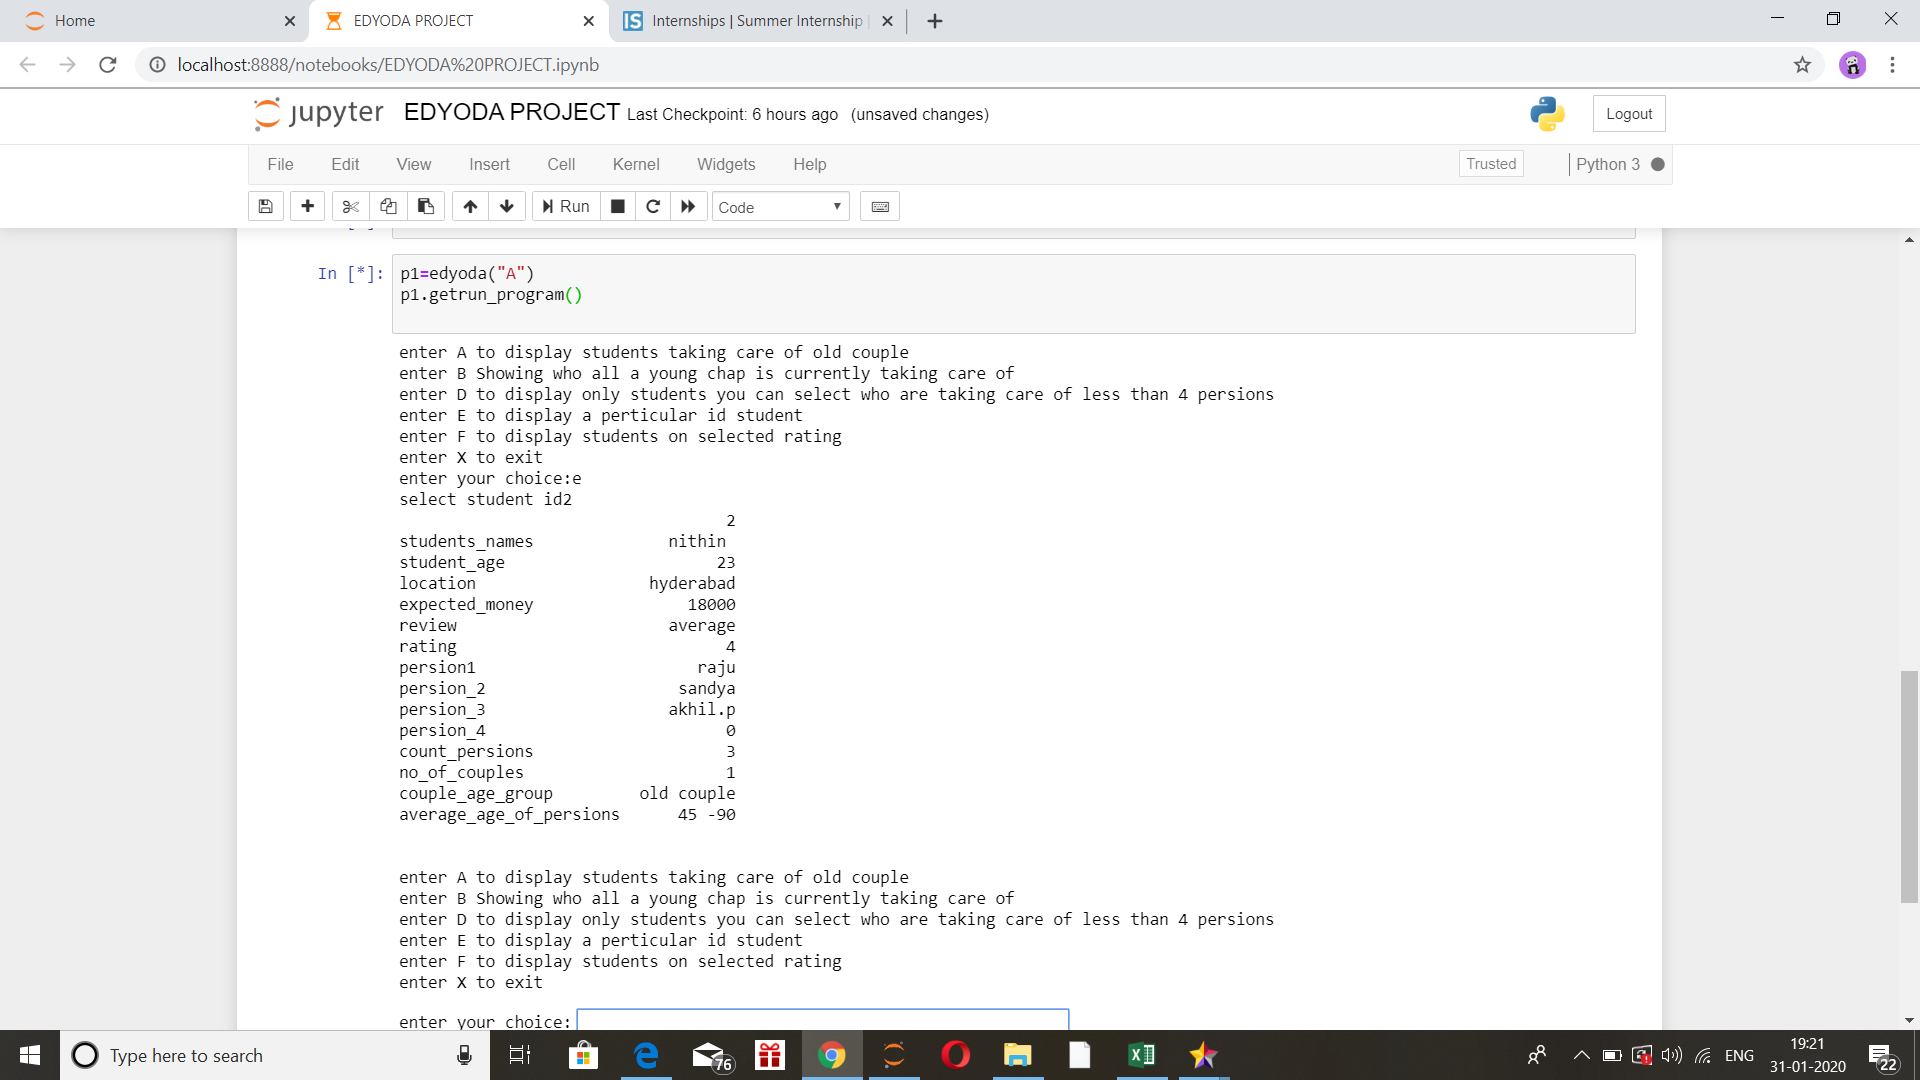 Home
EDYODA PROJECT
IS Internships | Summer Internship
localhost:8888/notebooks/EDYODA%20PROJECT.ipynb
jupyter EDYODA PROJECT Last Checkpoint: 6 hours ago (unsaved changes)
Logout
File Edit View Insert Cell Kernel Widgets Help
Trusted Python 3
Run Code
In [*]: p1=edyoda("A")
p1.getrun_program()
enter A to display students taking care of old couple
enter B Showing who all a young chap is currently taking care of
enter D to display only students you can select who are taking care of less than 4 persions
enter E to display a perticular id student
enter F to display students on selected rating
enter X to exit
enter your choice:e
select student id2
2
students_names nithin
student_age 23
location hyderabad
expected_money 18000
review average
rating 4
persion1 raju
persion_2 sandya
persion_3 akhil.p
persion_4 0
count_persions 3
no_of_couples 1
couple_age_group old couple
average_age_of_persions 45 -90
enter A to display students taking care of old couple
enter B Showing who all a young chap is currently taking care of
enter D to display only students you can select who are taking care of less than 4 persions
enter E to display a perticular id student
enter F to display students on selected rating
enter X to exit
enter your choice:
Type here to search
76
ENG
19:21
31-01-2020
22